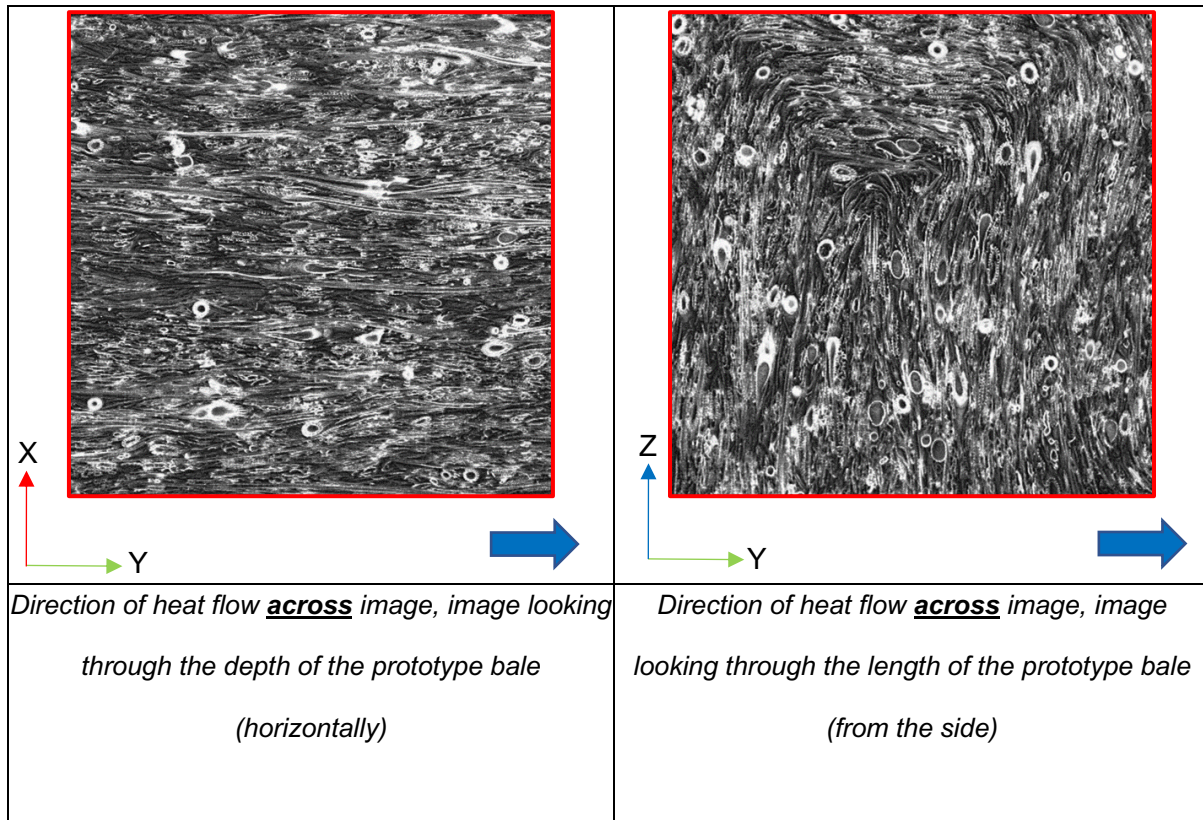 X
Y
Direction of heat flow across image, image looking
through the depth of the prototype bale
(horizontally)
Z
Y
Direction of heat flow across image, image
looking through the length of the prototype bale
(from the side)